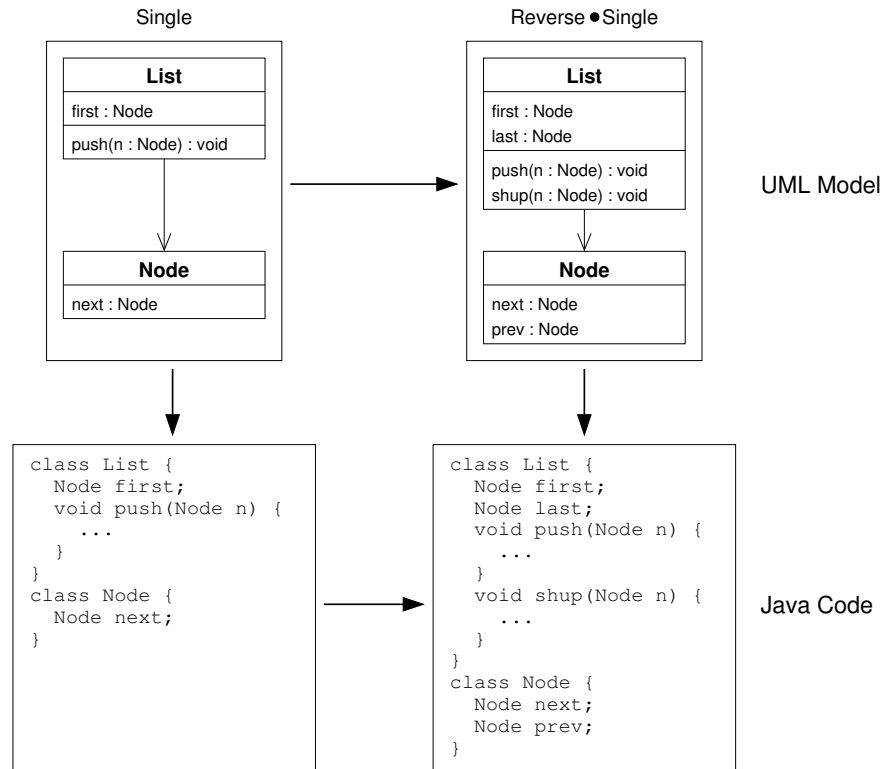 Single
List
first : Node
push(n : Node) : void
Node
next : Node
Reverse●Single
List
first : Node
last : Node
push(n : Node) : void
shup(n : Node) : void
Node
next : Node
prev : Node
UML Model
class List {
  Node first;
  void push(Node n) {
    ...
  }
}
class Node {
  Node next;
}
class List {
  Node first;
  Node last;
  void push(Node n) {
    ...
  }
  void shup(Node n) {
    ...
  }
}
class Node {
  Node next;
  Node prev;
}
Java Code